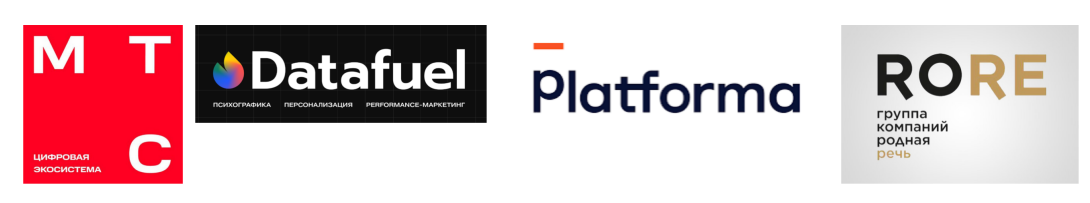 М Т
С
ЦИФРОВАЯ
ЭКОСИСТЕМА
Datafuel
ПСИХОГРАФИКА ПЕРСОНАЛИЗАЦИЯ PERFORMANCE-МАРКЕТИНГ
Platforma
RORE
группа
компаний
родная
речь